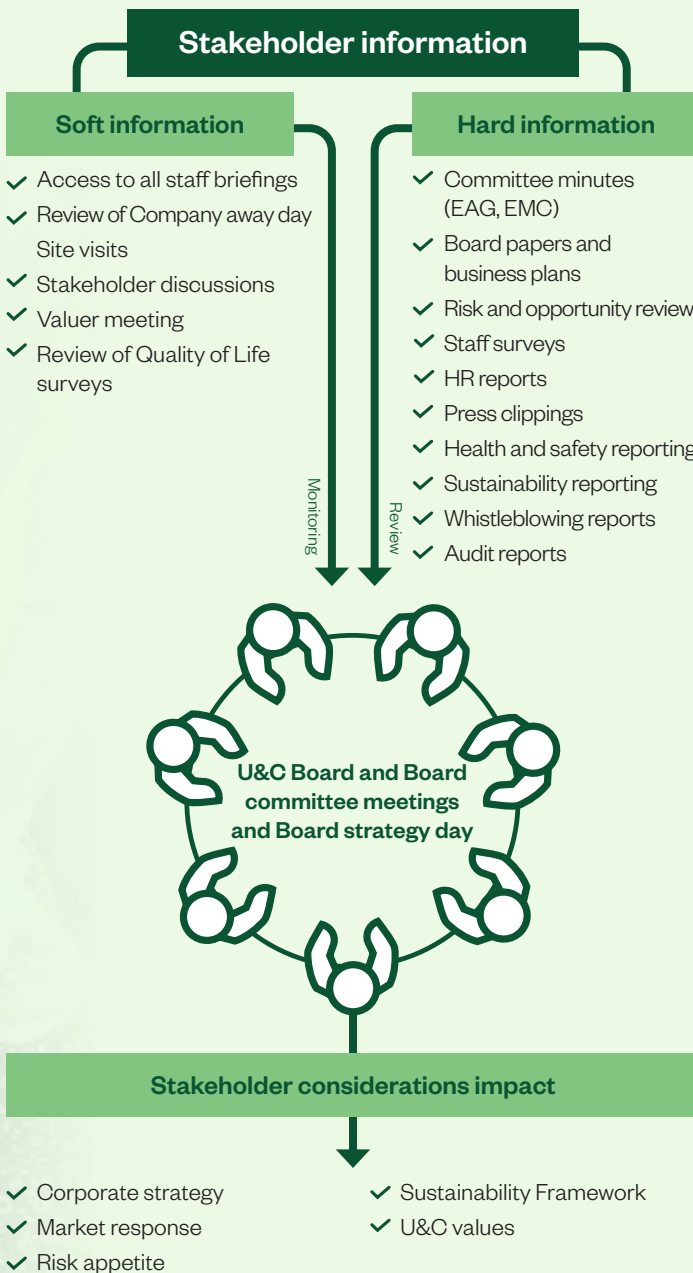 Stakeholder information
Soft information
Access to all staff briefings
Review of Company away day
Site visits
Stakeholder discussions
Valuer meeting
Review of Quality of Life
surveys
Hard information
Committee minutes
(EAG, EMC)
Board papers and
business plans
Risk and opportunity review
Staff surveys
HR reports
Press clippings
Health and safety reporting
Sustainability reporting
Whistleblowing reports
Audit reports
Monitoring
Review
U&C Board and Board
committee meetings
and Board strategy day
Stakeholder considerations impact
Corporate strategy
Market response
Risk appetite
Sustainability Framework
U&C values